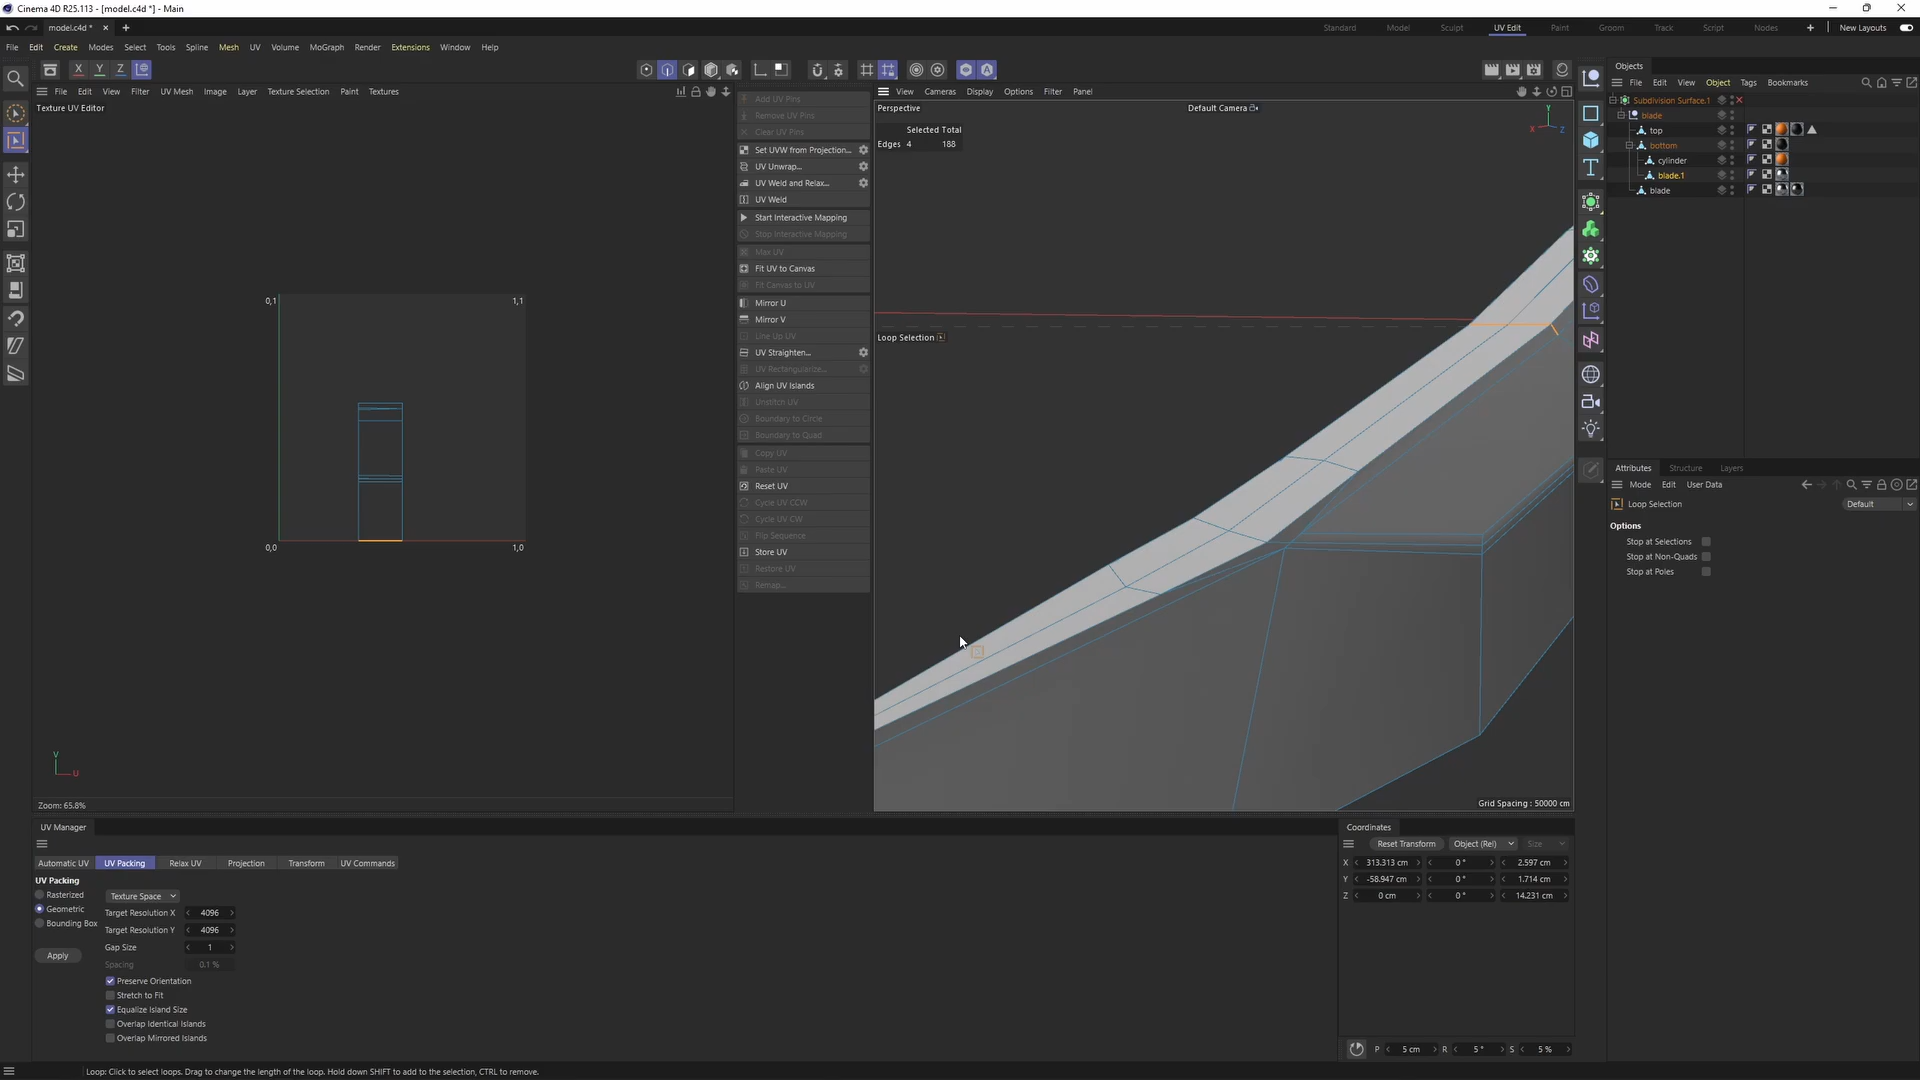 Cinema 4D R25.113 - [model.c4d *] - Main
model.c4d *
Standard Model Sculpt UV Edit Paint Groom Track Script Nodes New Layouts
File Edit Create Modes Select Tools Spline Mesh UV Volume MoGraph Render Extensions Window Help
X Y Z
File Edit View Filter UV Mesh Image Layer Texture Selection Paint Textures
Texture UV Editor
0,1
1,1
0,0
1,0
V
U
Zoom: 65.8%
Add UV Pins
Remove UV Pins
Clear UV Pins
Set UVW from Projection...
UV Unwrap...
UV Weld and Relax...
UV Weld
Start Interactive Mapping
Stop Interactive Mapping
Max UV
Fit UV to Canvas
Fit Canvas to UV
Mirror U
Mirror V
Line Up UV
UV Straighten...
UV Rectangularize...
Align UV Islands
Unstitch UV
Boundary to Circle
Boundary to Quad
Copy UV
Paste UV
Reset UV
Cycle UV CCW
Cycle UV CW
Flip Sequence
Store UV
Restore UV
Remap...
View Cameras Display Options Filter Panel
Perspective
Default Camera
Y
X
Z
Selected Total
Edges 4 188
Loop Selection
Grid Spacing : 50000 cm
Objects
File Edit View Object Tags Bookmarks
Subdivision Surface.1
blade
top
bottom
cylinder
blade.1
blade
Attributes Structure Layers
Mode Edit User Data
Loop Selection
Default
Options
Stop at Selections
Stop at Non-Quads
Stop at Poles
UV Manager
Automatic UV UV Packing Relax UV Projection Transform UV Commands
UV Packing
Rasterized
Geometric
Bounding Box
Apply
Texture Space
Target Resolution X 4096
Target Resolution Y 4096
Gap Size 1
Spacing 0.1 %
Preserve Orientation
Stretch to Fit
Equalize Island Size
Overlap Identical Islands
Overlap Mirrored Islands
Coordinates
Reset Transform Object (Rel) Size
X 313.313 cm 0 ° 2.597 cm
Y -58.947 cm 0 ° 1.714 cm
Z 0 cm 0 ° 14.231 cm
P 5 cm R 5 ° S 5 %
Loop: Click to select loops. Drag to change the length of the loop. Hold down SHIFT to add to the selection, CTRL to remove.